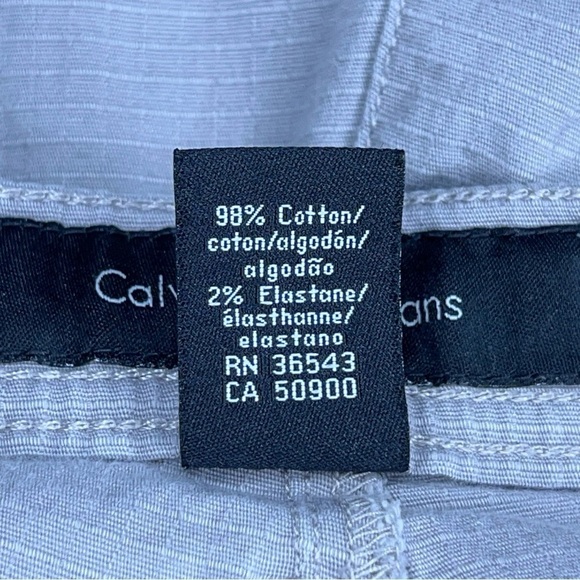 98% Cotton/
coton/algodón/
algodão
2% Elastane/
élasthanne/
elastano
RN 36543
CA 50900
Calv
ans